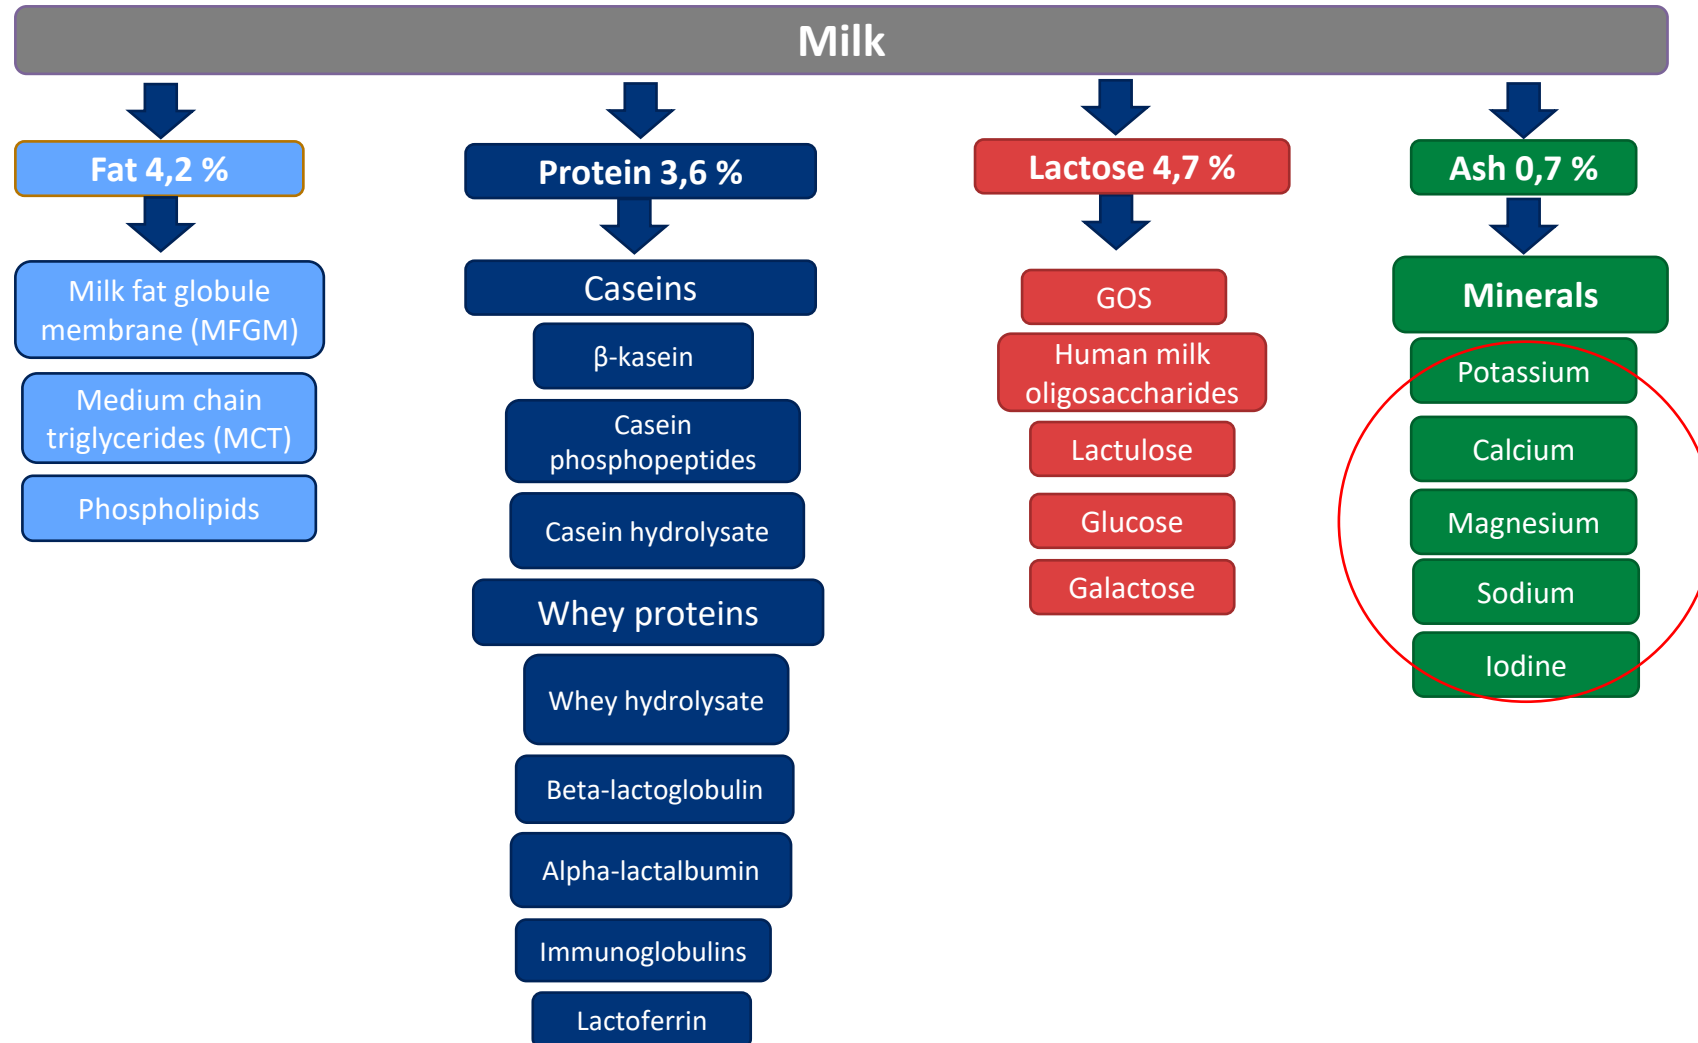 Milk
Fat 4,2 %
Milk fat globule
membrane (MFGM)
Medium chain
triglycerides (MCT)
Phospholipids
Protein 3,6 %
Caseins
β-kasein
Casein
phosphopeptides
Casein hydrolysate
Whey proteins
Whey hydrolysate
Beta-lactoglobulin
Alpha-lactalbumin
Immunoglobulins
Lactoferrin
Lactose 4,7 %
GOS
Human milk
oligosaccharides
Lactulose
Glucose
Galactose
Ash 0,7 %
Minerals
Potassium
Calcium
Magnesium
Sodium
Iodine